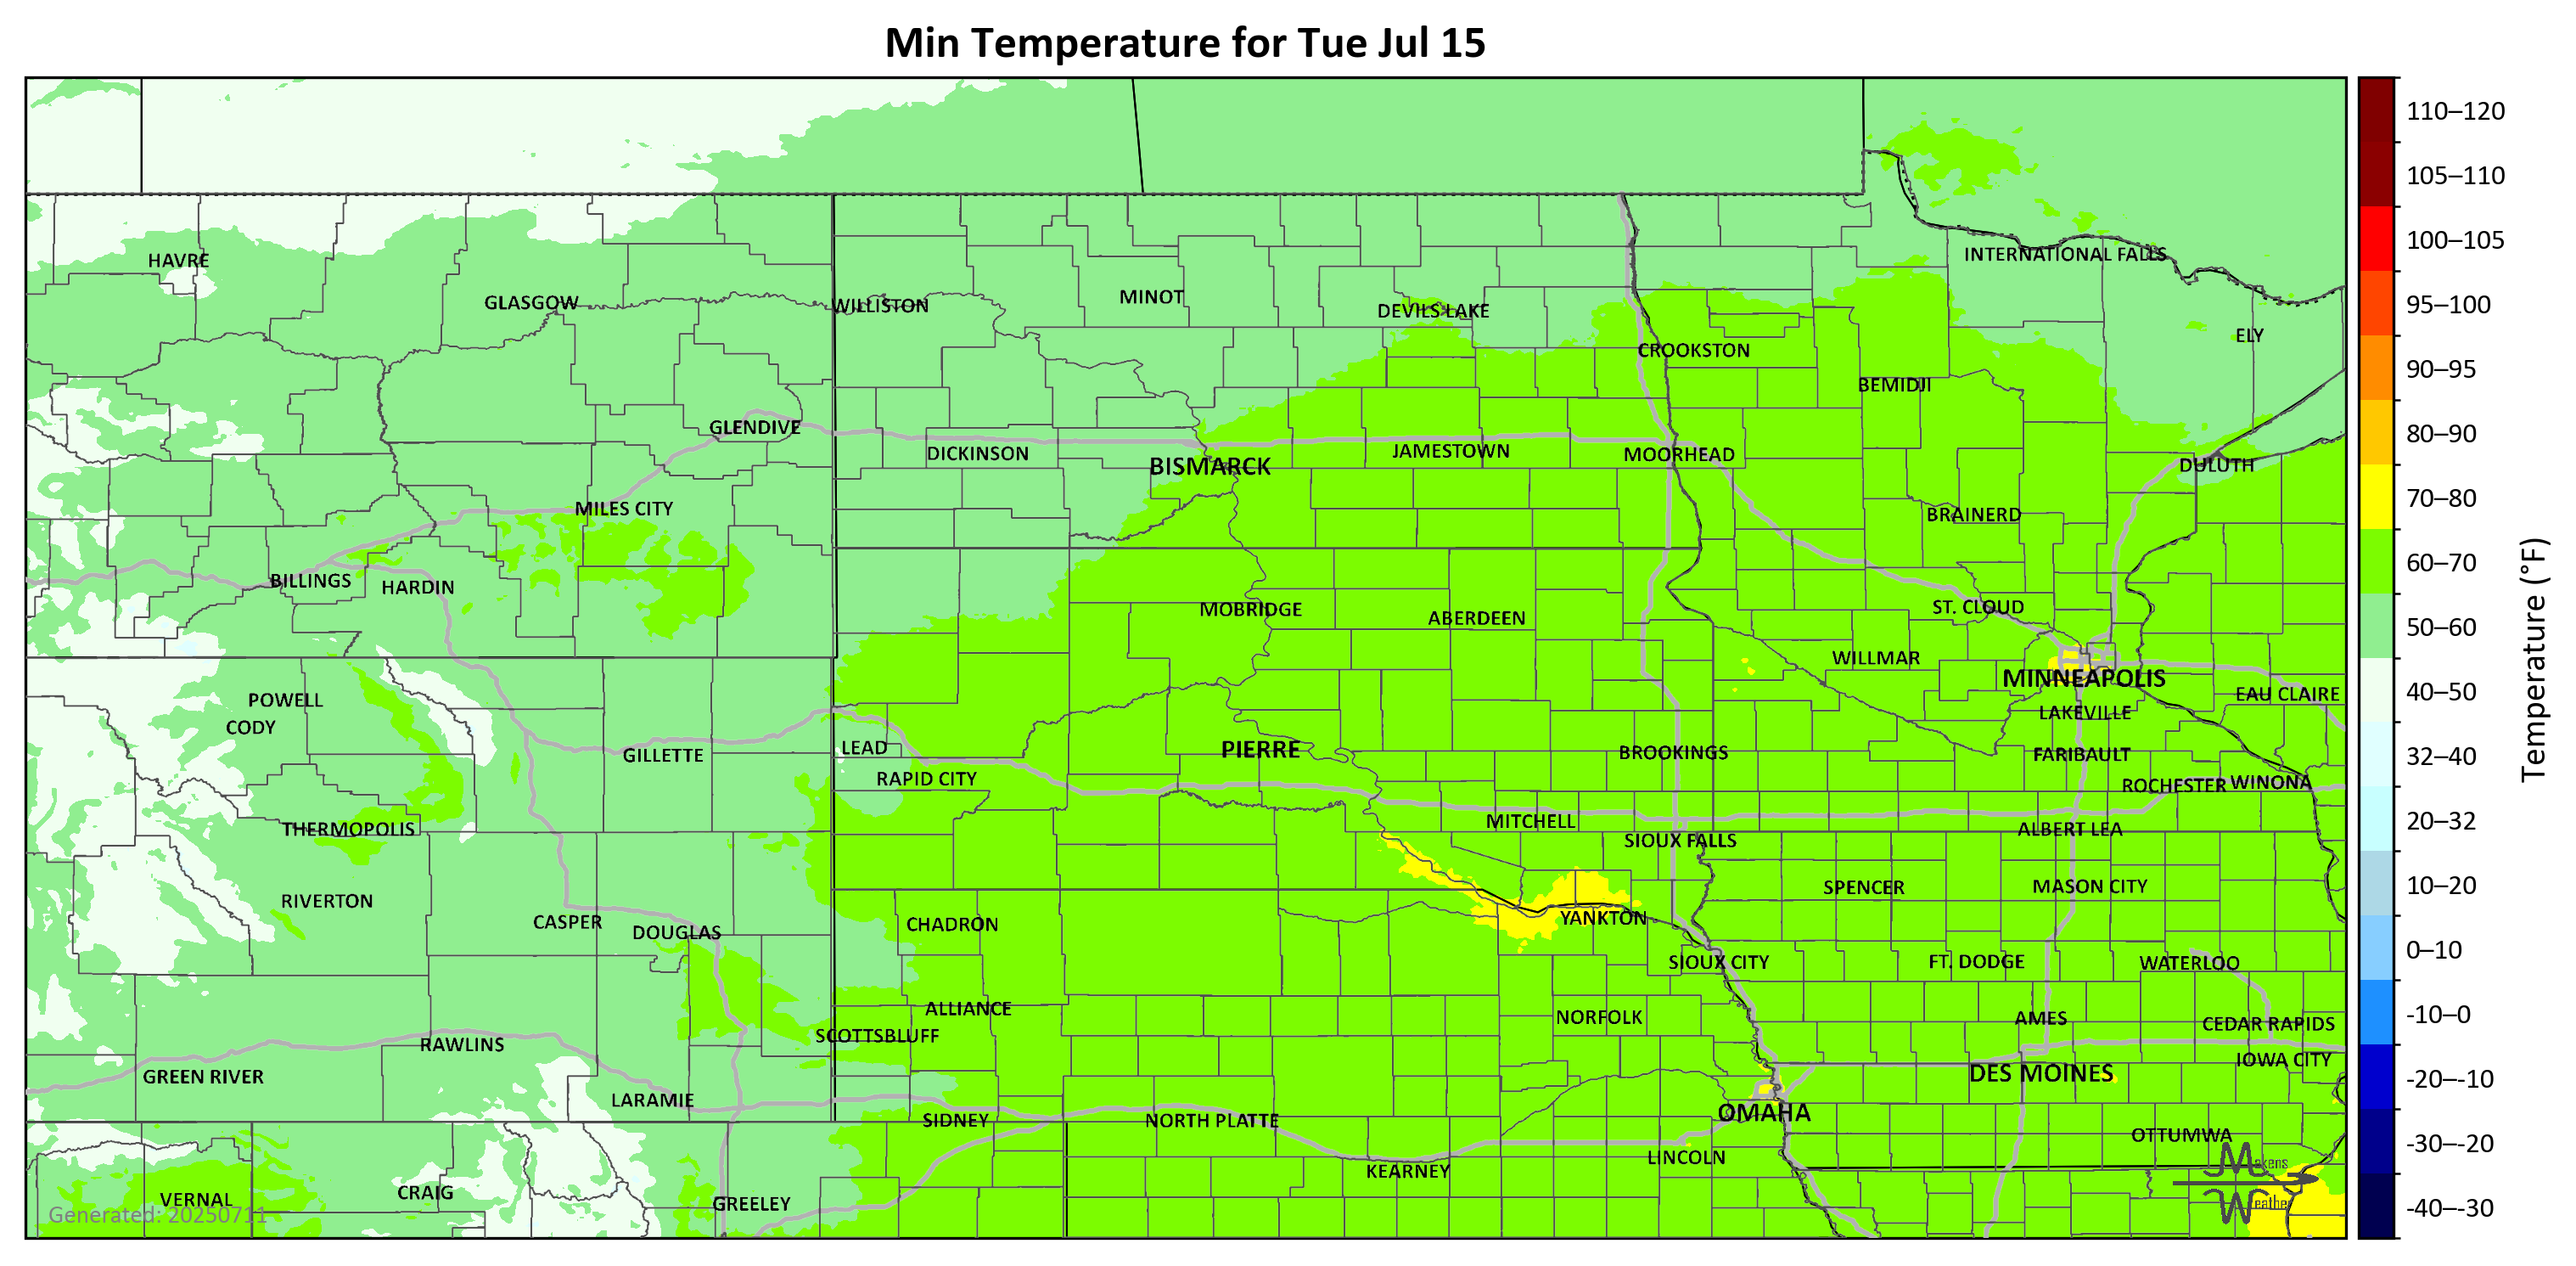 Min Temperature for Tue Jul 15
HAVRE
GLASGOW
WILLISTON
MINOT
DEVILS LAKE
INTERNATIONAL FALLS
ELY
CROOKSTON
BEMIDJI
GLENDIVE
DICKINSON
BISMARCK
JAMESTOWN
MOORHEAD
DULUTH
MILES CITY
BRAINERD
BILLINGS
HARDIN
MOBRIDGE
ABERDEEN
ST. CLOUD
WILLMAR
MINNEAPOLIS
EAU CLAIRE
POWELL
CODY
LAKEVILLE
GILLETTE
LEAD
PIERRE
BROOKINGS
FARIBAULT
RAPID CITY
ROCHESTER
WINONA
THERMOPOLIS
MITCHELL
SIOUX FALLS
ALBERT LEA
RIVERTON
SPENCER
MASON CITY
CASPER
DOUGLAS
CHADRON
YANKTON
SIOUX CITY
FT. DODGE
WATERLOO
ALLIANCE
NORFOLK
AMES
CEDAR RAPIDS
SCOTTSBLUFF
RAWLINS
IOWA CITY
GREEN RIVER
DES MOINES
LARAMIE
SIDNEY
NORTH PLATTE
OMAHA
OTTUMWA
LINCOLN
KEARNEY
VERNAL
CRAIG
GREELEY
Generated: 20250711
Makens
Weather
110–120
105–110
100–105
95–100
90–95
80–90
70–80
60–70
50–60
40–50
32–40
20–32
10–20
0–10
-10–0
-20–-10
-30–-20
-40–-30
Temperature (°F)